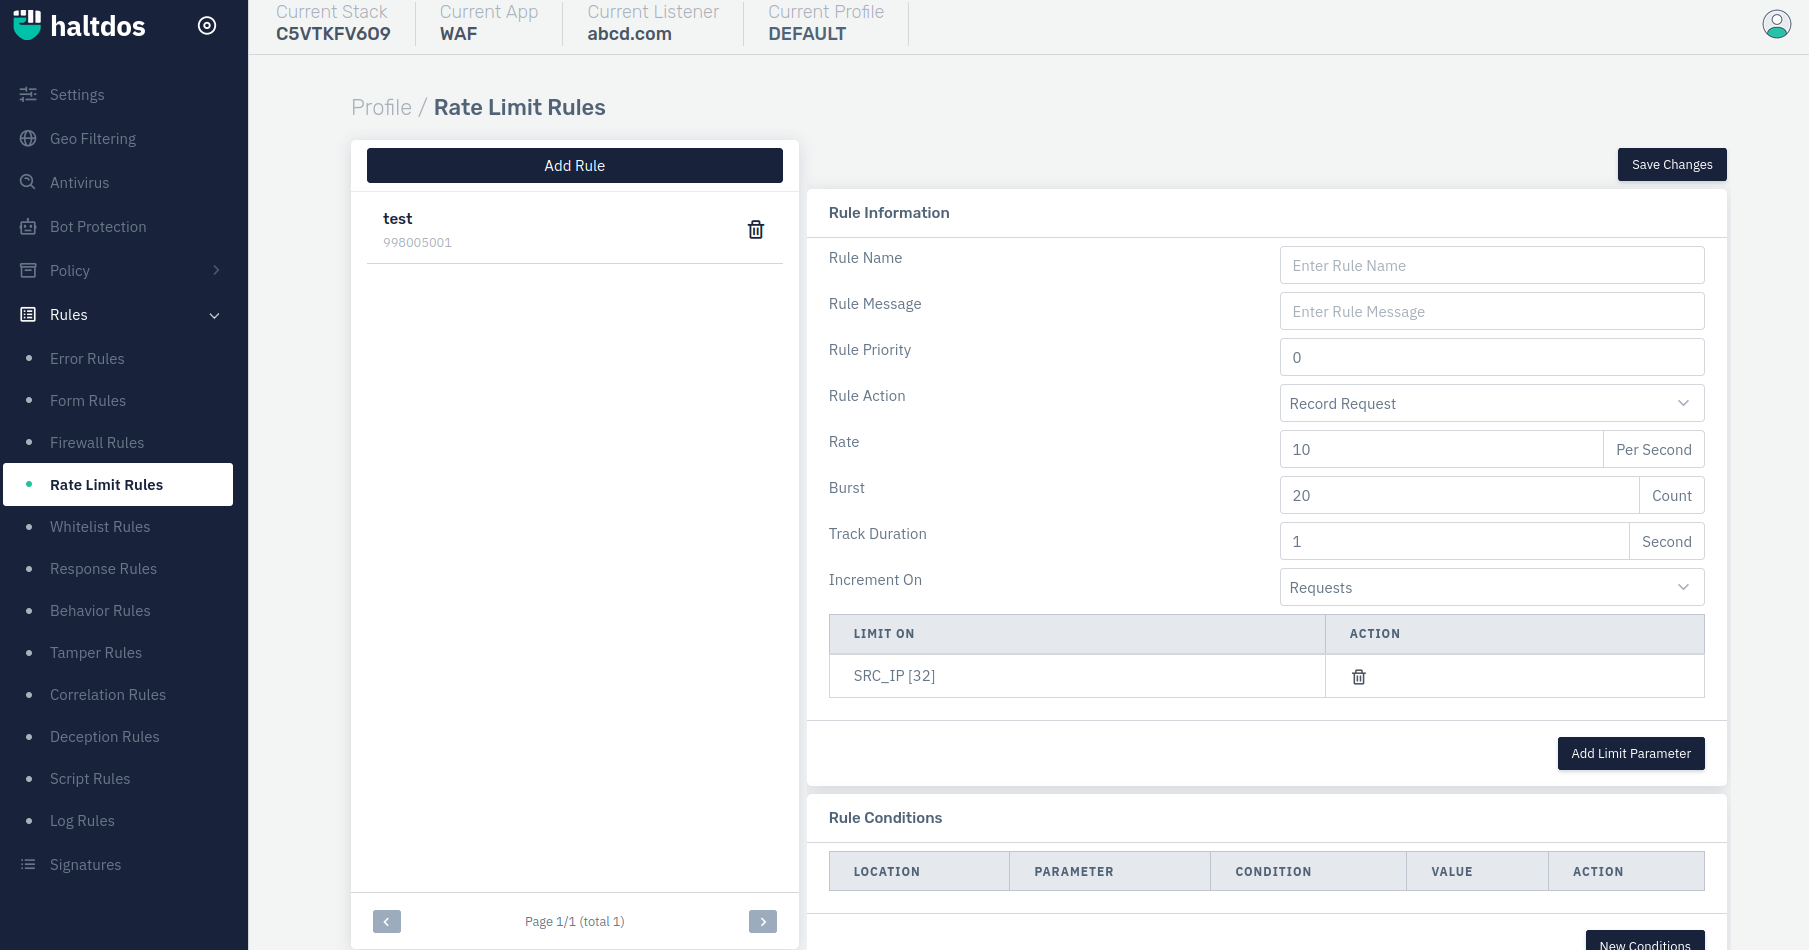 haltdos
Current Stack
C5VTKFV6O9
Current App
WAF
Current Listener
abcd.com
Current Profile
DEFAULT
Settings
Geo Filtering
Antivirus
Bot Protection
Policy
Rules
Error Rules
Form Rules
Firewall Rules
Rate Limit Rules
Whitelist Rules
Response Rules
Behavior Rules
Tamper Rules
Correlation Rules
Deception Rules
Script Rules
Log Rules
Signatures
Profile / Rate Limit Rules
Add Rule
test
998005001
Page 1/1 (total 1)
Save Changes
Rule Information
Rule Name
Enter Rule Name
Rule Message
Enter Rule Message
Rule Priority
0
Rule Action
Record Request
Rate
10 Per Second
Burst
20 Count
Track Duration
1 Second
Increment On
Requests
LIMIT ON ACTION
SRC_IP [32]
Add Limit Parameter
Rule Conditions
LOCATION PARAMETER CONDITION VALUE ACTION
New Conditions